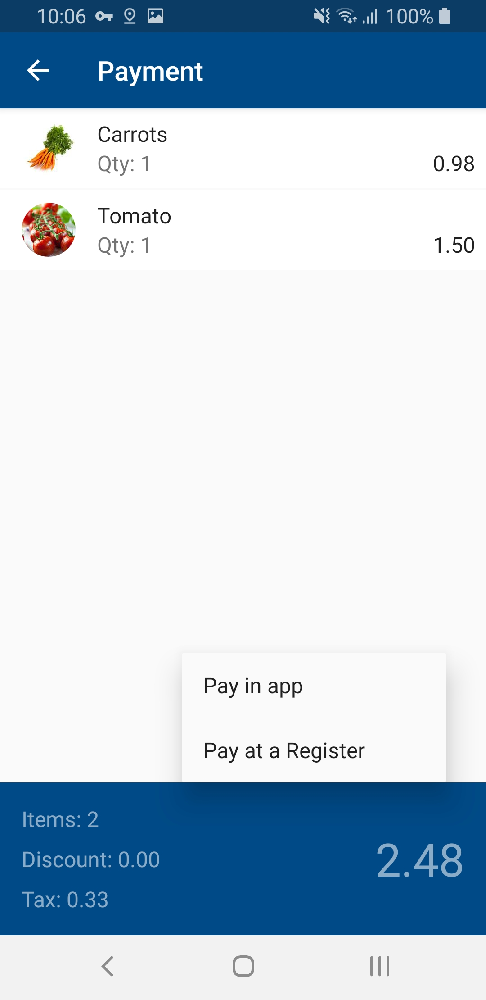 10:06 100%
Payment
Carrots
Qty: 1 0.98
Tomato
Qty: 1 1.50
Pay in app
Pay at a Register
Items: 2
Discount: 0.00 2.48
Tax: 0.33